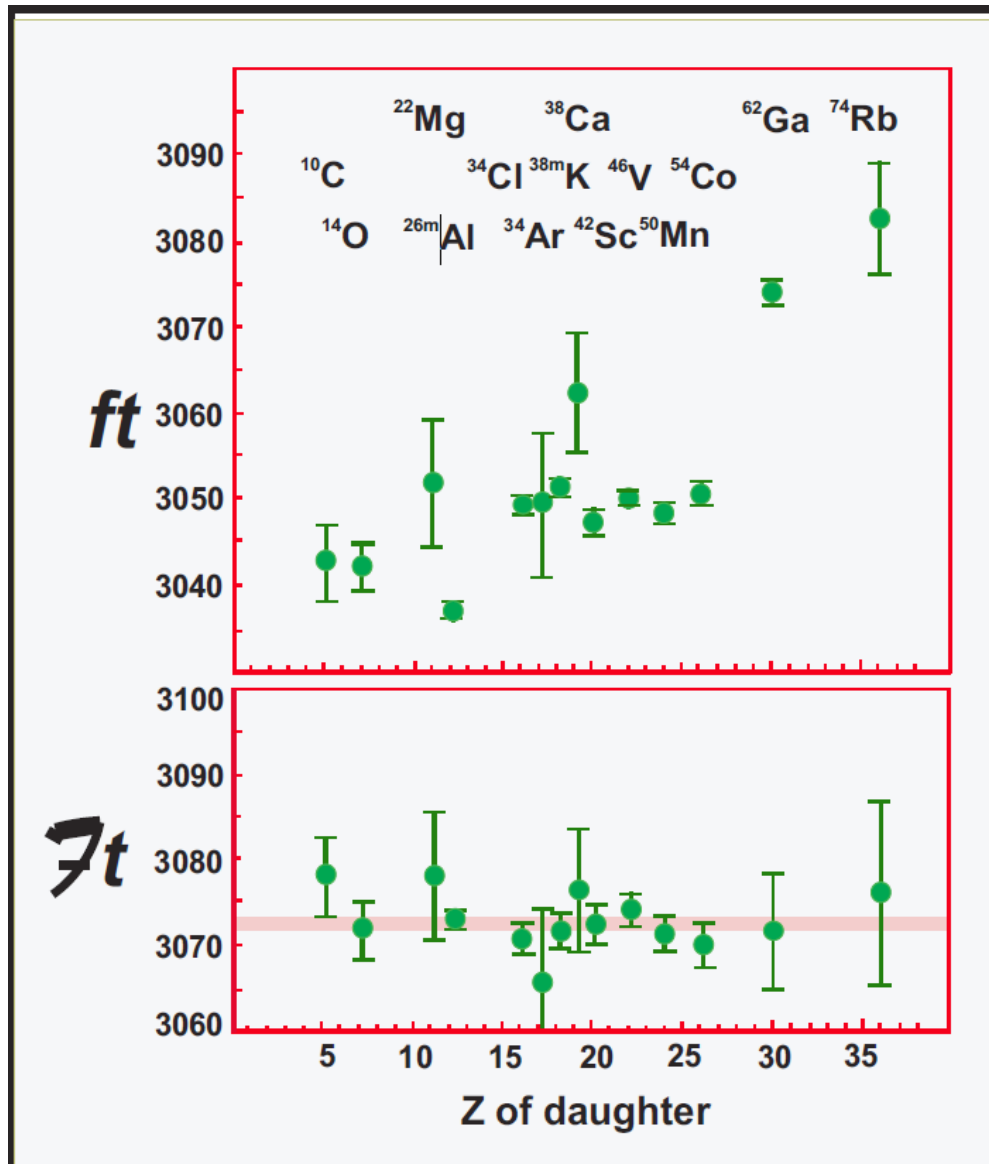 ²²Mg ³⁸Ca ⁶²Ga ⁷⁴Rb
3090
¹⁰C ³⁴Cl ³⁸ᵐK ⁴⁶V ⁵⁴Co
3080
¹⁴O ²⁶ᵐAl ³⁴Ar ⁴²Sc ⁵⁰Mn
3070
ft
3060
3050
3040
3100
3090
3080
ℱt
3070
3060
5 10 15 20 25 30 35
Z of daughter